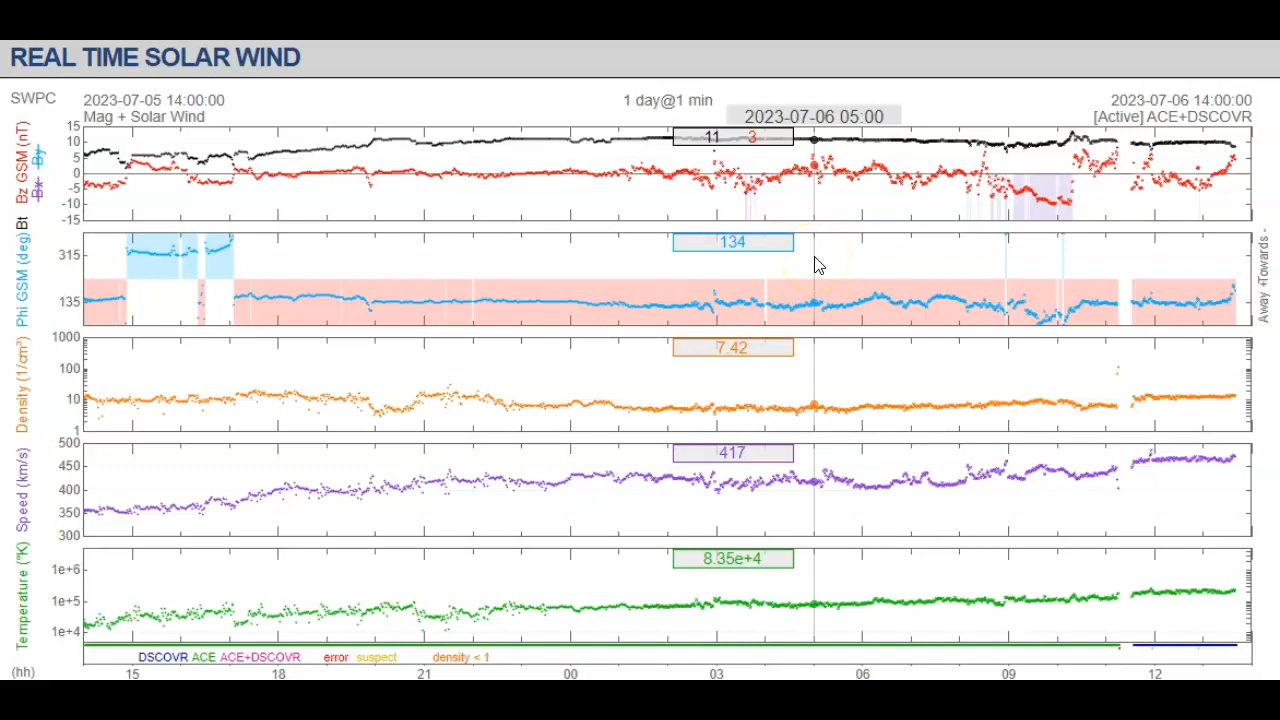 REAL TIME SOLAR WIND
SWPC
2023-07-05 14:00:00
1 day@1 min
2023-07-06 14:00:00
Mag + Solar Wind
2023-07-06 05:00
[Active] ACE+DSCOVR
Bt Bz GSM (nT)
Bx By
15
10
5
0
-5
-10
-15
11 3
Phi GSM (deg)
315
135
134
Away + Towards -
Density (1/cm³)
1000
100
10
1
7.42
Speed (km/s)
500
450
400
350
300
417
Temperature (°K)
1e+6
1e+5
1e+4
8.35e+4
DSCOVR ACE ACE+DSCOVR error suspect density < 1
(hh) 15 18 21 00 03 06 09 12